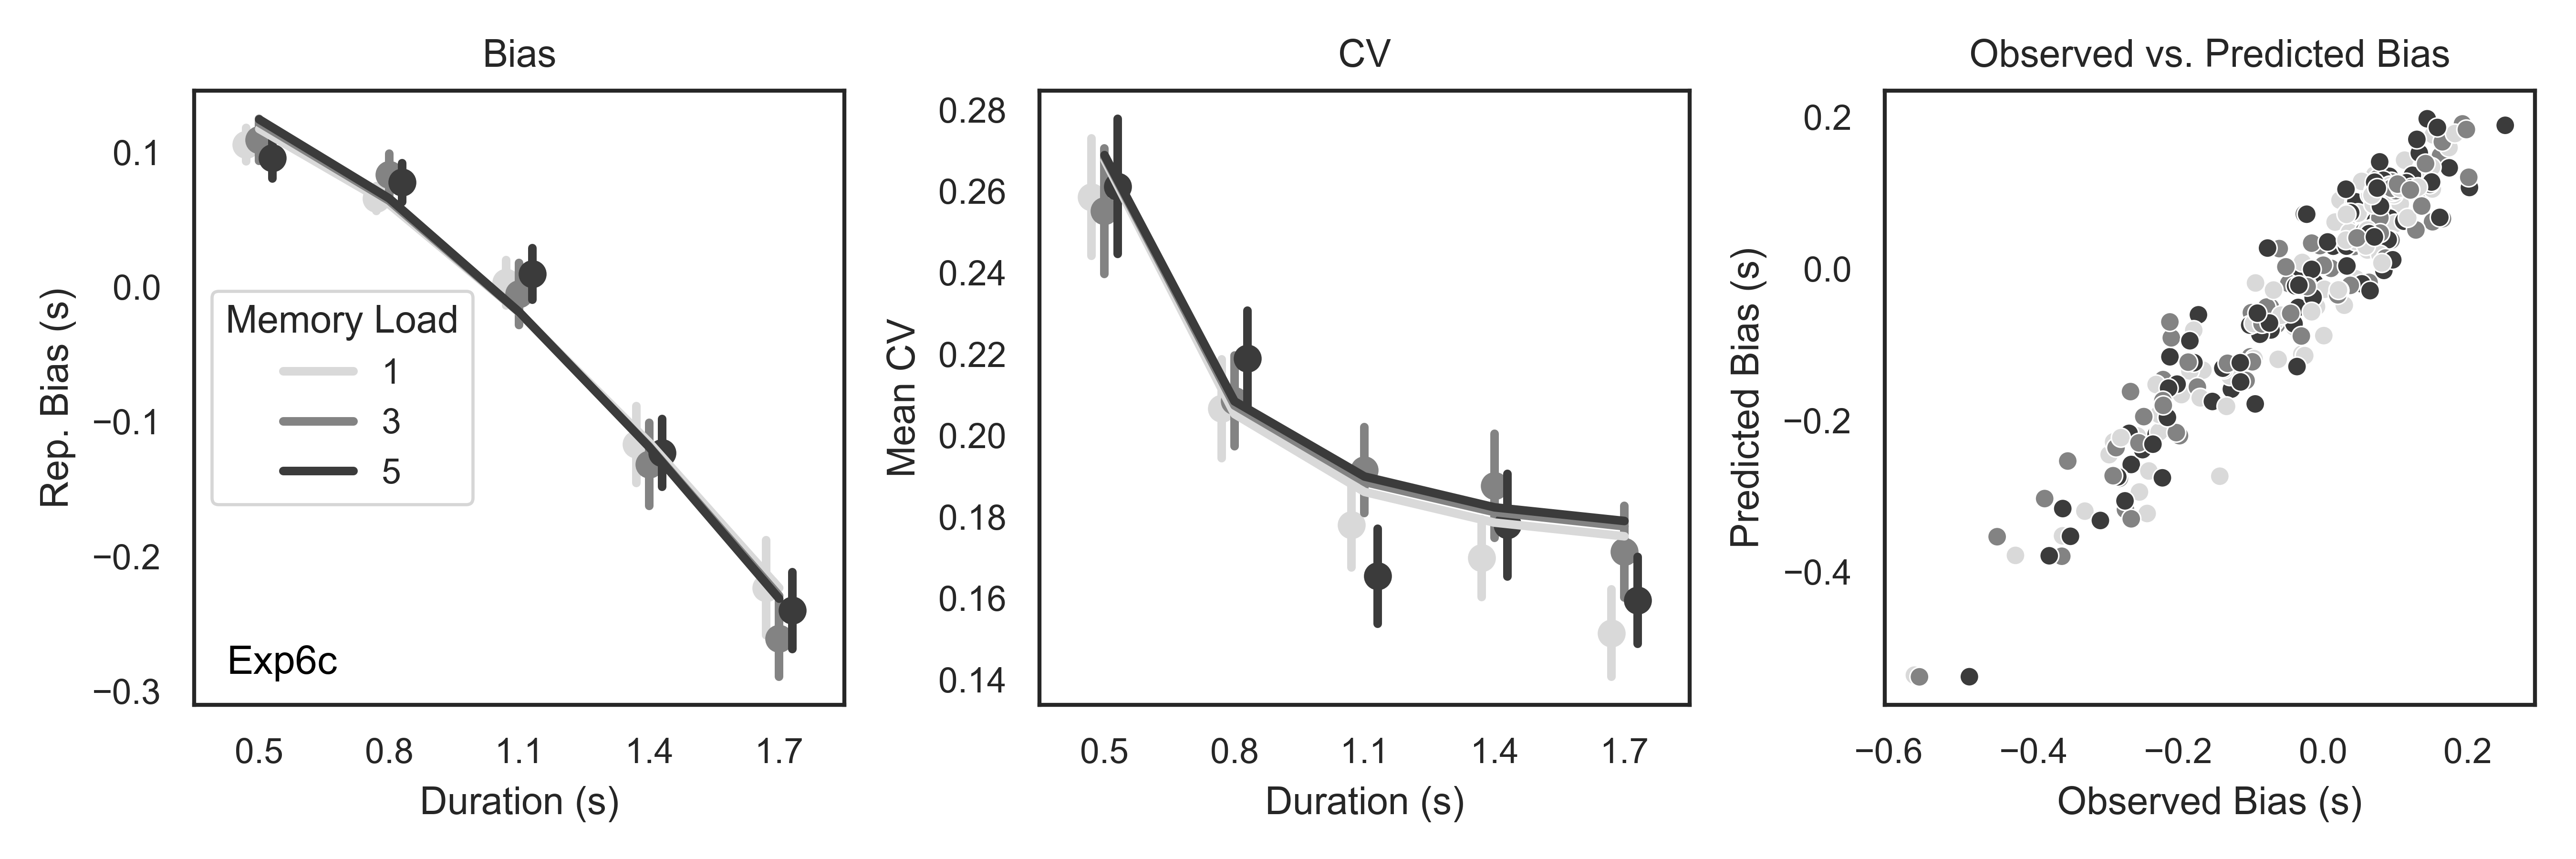 Bias
Rep. Bias (s)
0.1
0.0
−0.1
−0.2
−0.3
Memory Load
1
3
5
Exp6c
0.5 0.8 1.1 1.4 1.7
Duration (s)
CV
Mean CV
0.28
0.26
0.24
0.22
0.20
0.18
0.16
0.14
0.5 0.8 1.1 1.4 1.7
Duration (s)
Observed vs. Predicted Bias
Predicted Bias (s)
0.2
0.0
−0.2
−0.4
−0.6 −0.4 −0.2 0.0 0.2
Observed Bias (s)